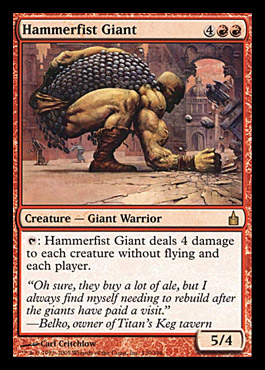 Hammerfist Giant 4
Creature — Giant Warrior
: Hammerfist Giant deals 4 damage
to each creature without flying and
each player.
“Oh sure, they buy a lot of ale, but I
always find myself needing to rebuild after
the giants have paid a visit.”
—Belko, owner of Titan’s Keg tavern
Carl Critchlow
5/4